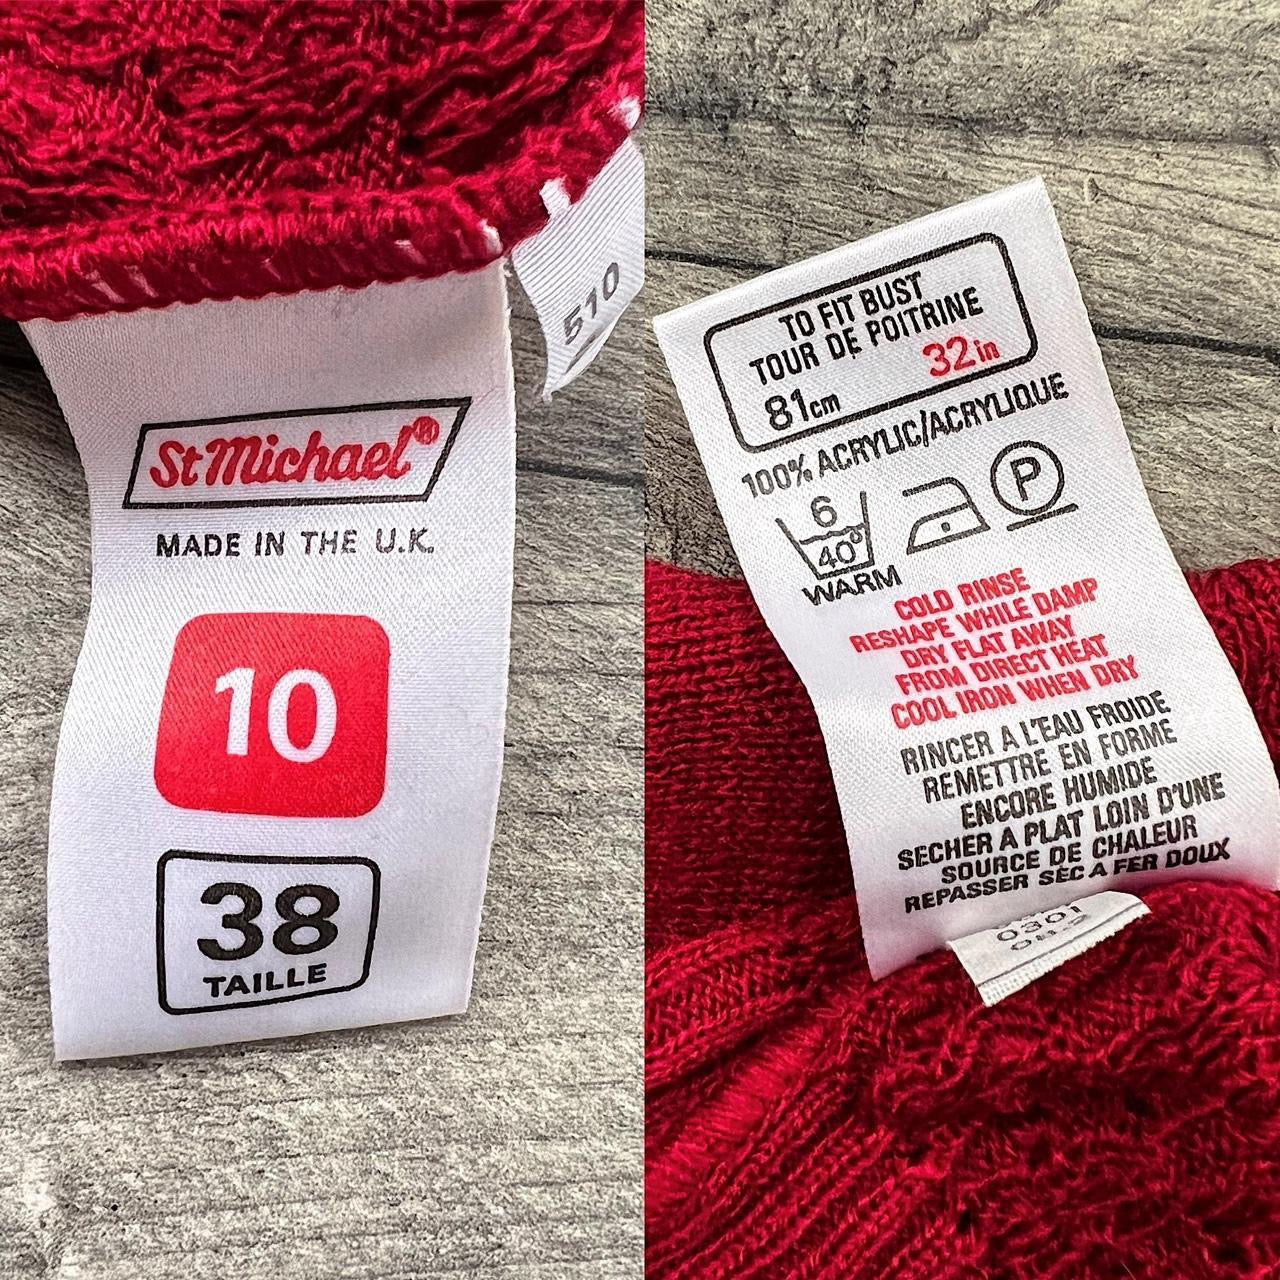 510
St Michael®
MADE IN THE U.K.
10
38
TAILLE
TO FIT BUST
TOUR DE POITRINE
81cm 32in
100% ACRYLIC/ACRYLIQUE
6
40°
P
WARM
COLD RINSE
RESHAPE WHILE DAMP
DRY FLAT AWAY
FROM DIRECT HEAT
COOL IRON WHEN DRY
RINCER A L'EAU FROIDE
REMETTRE EN FORME
ENCORE HUMIDE
SECHER A PLAT LOIN D'UNE
SOURCE DE CHALEUR
REPASSER SEC A FER DOUX
0301